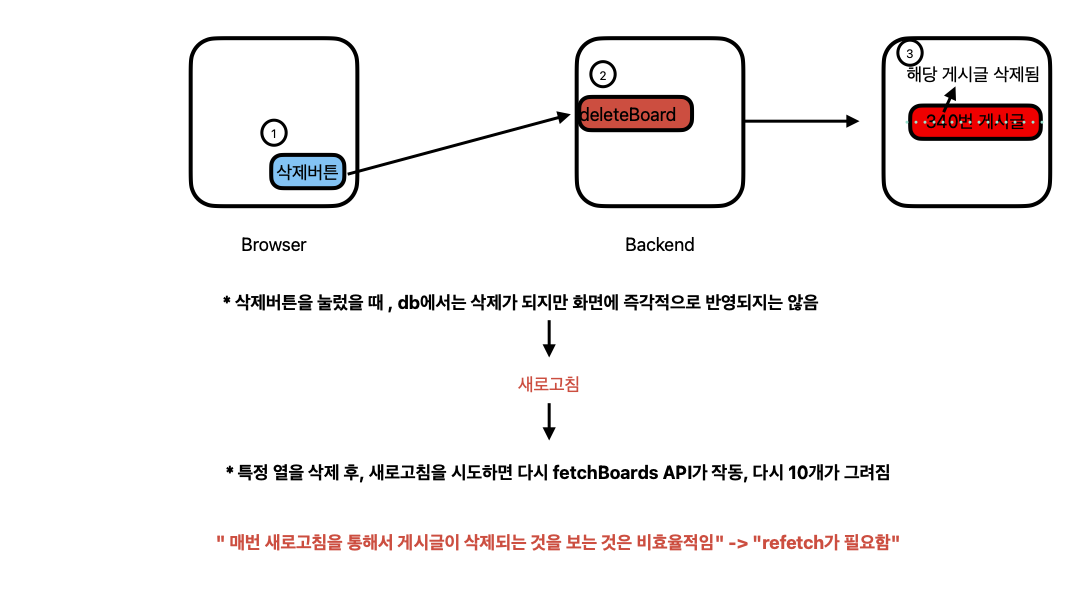 3
해당 게시글 삭제됨
2
deleteBoard
340번 게시글
1
삭제버튼
Browser
Backend
* 삭제버튼을 눌렀을 때 , db에서는 삭제가 되지만 화면에 즉각적으로 반영되지는 않음
새로고침
* 특정 열을 삭제 후, 새로고침을 시도하면 다시 fetchBoards API가 작동, 다시 10개가 그려짐
" 매번 새로고침을 통해서 게시글이 삭제되는 것을 보는 것은 비효율적임" -> "refetch가 필요함"